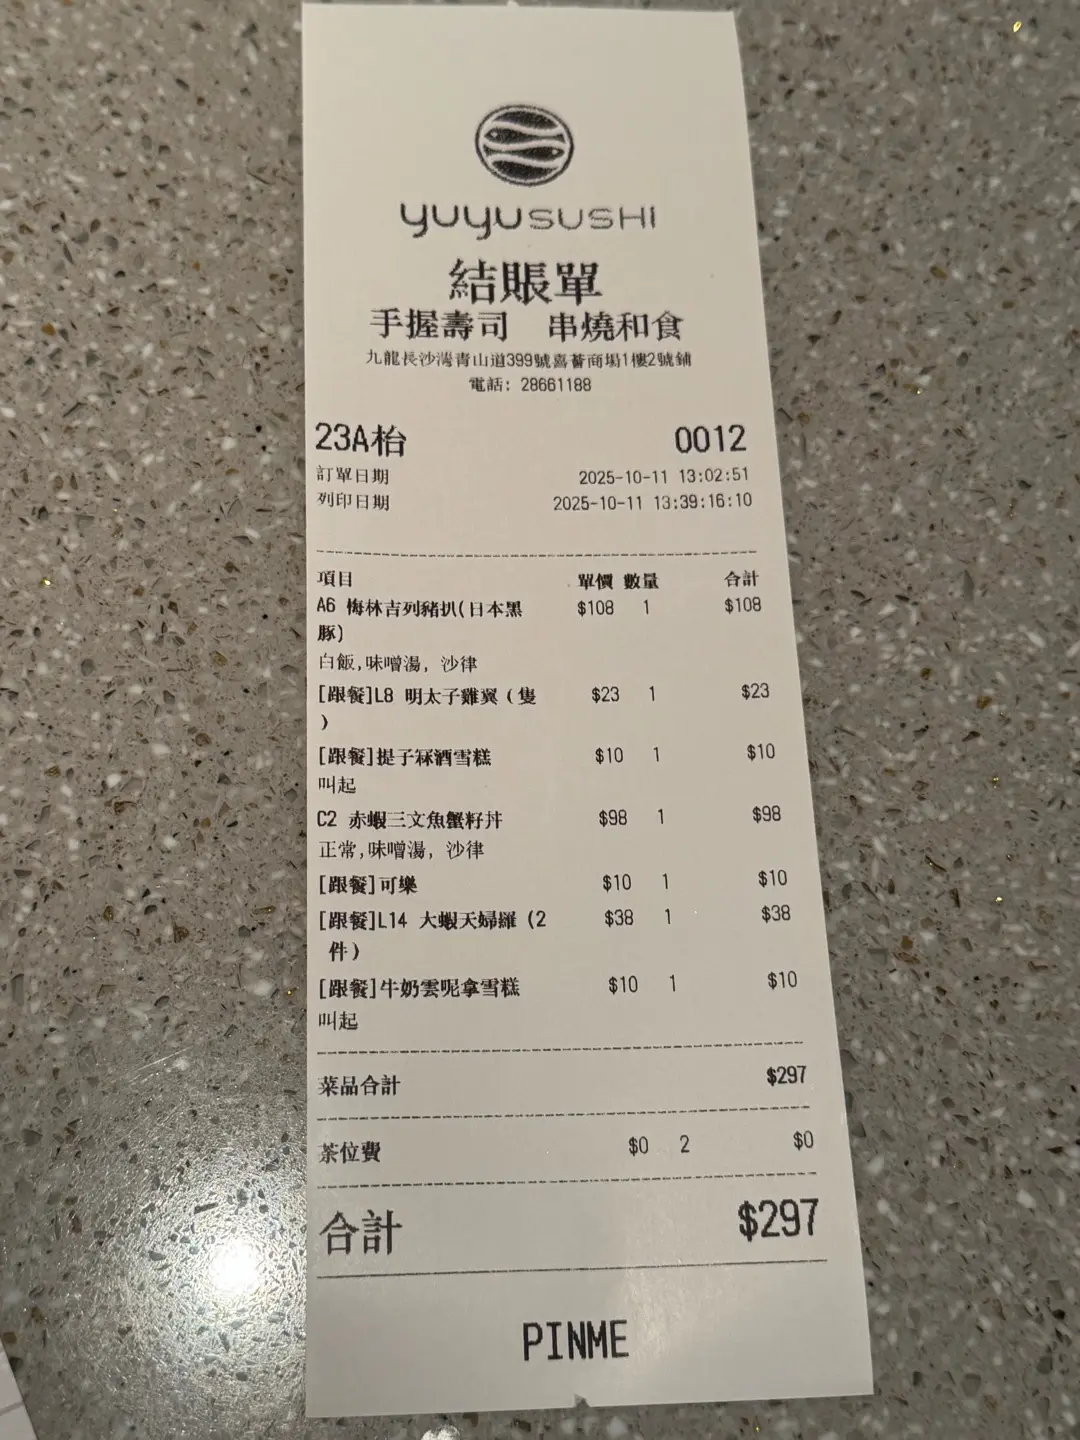 YUYUSUSHI
結賬單
手握壽司 串燒和食
九龍長沙灣青山道399號喜薈商場1樓2號鋪
電話: 28661188
23A枱 0012
訂單日期 2025-10-11 13:02:51
列印日期 2025-10-11 13:39:16:10
項目 單價 數量 合計
A6 梅林吉列豬扒(日本黑 $108 1 $108
豚)
白飯,味噌湯, 沙律
[跟餐]L8 明太子雞翼 (隻 $23 1 $23
)
[跟餐]提子冧酒雪糕 $10 1 $10
叫起
C2 赤蝦三文魚蟹籽丼 $98 1 $98
正常,味噌湯, 沙律
[跟餐]可樂 $10 1 $10
[跟餐]L14 大蝦天婦羅 (2 $38 1 $38
件)
[跟餐]牛奶雲呢拿雪糕 $10 1 $10
叫起
菜品合計 $297
茶位費 $0 2 $0
合計 $297
PINME